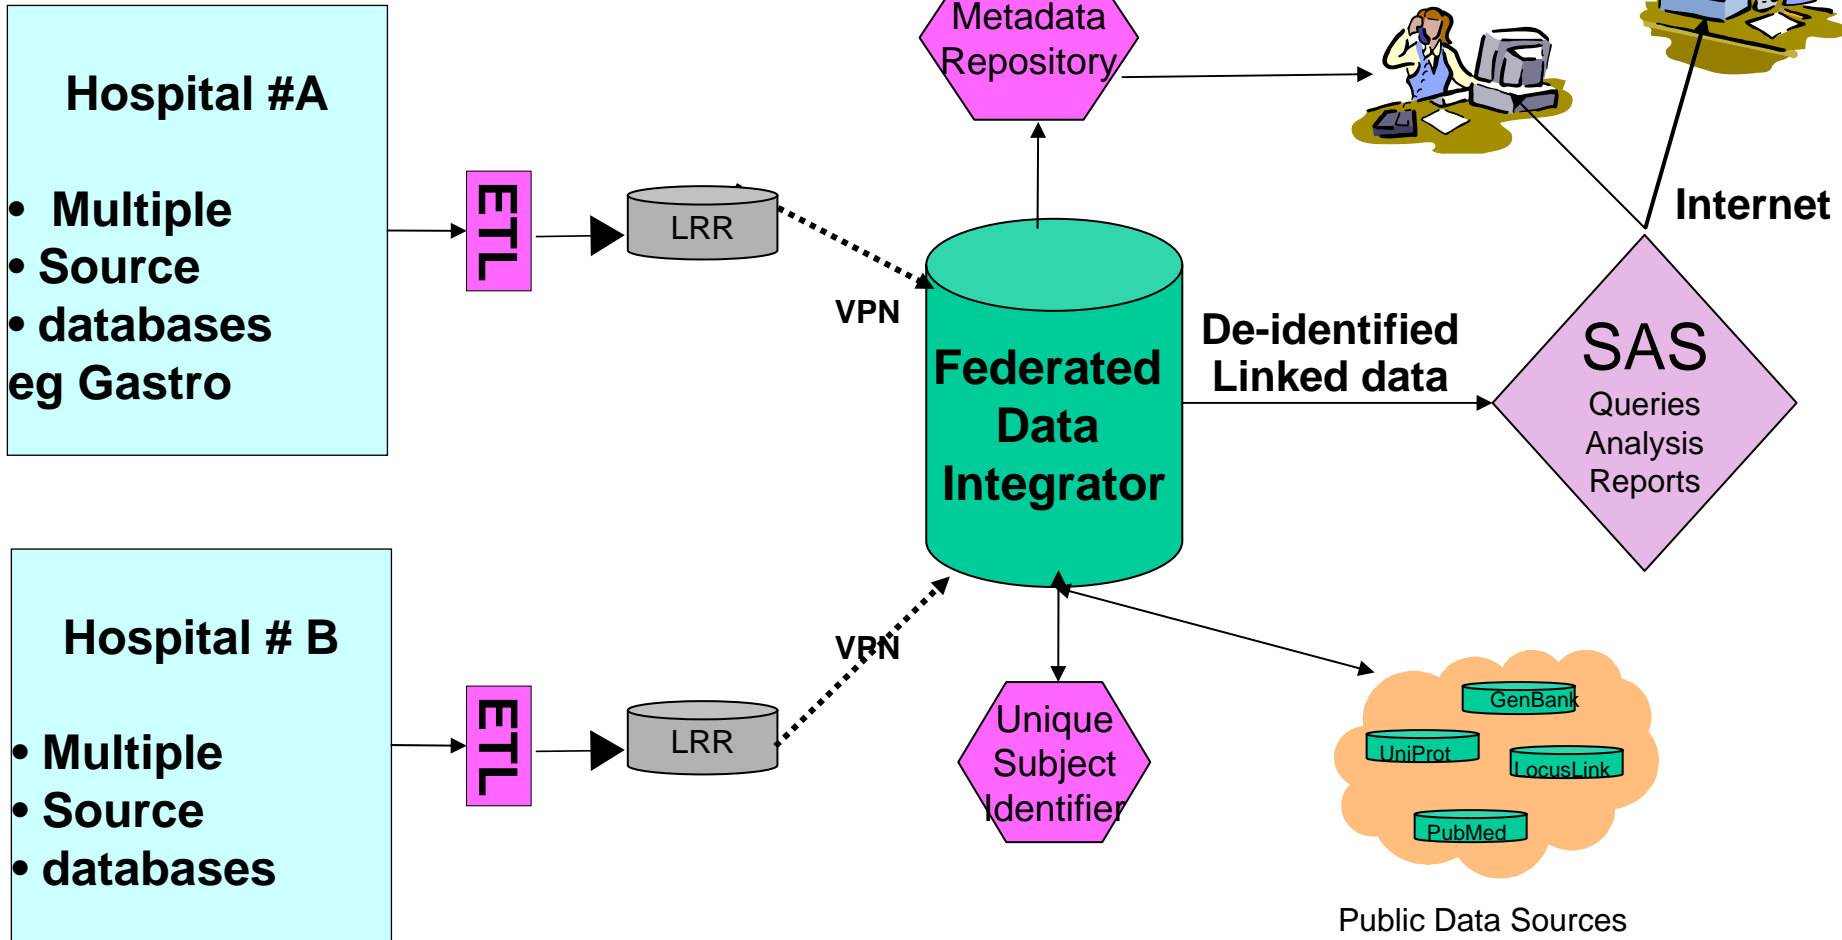 Hospital #A
• Multiple
• Source
• databases
eg Gastro
ETL
LRR
VPN
Metadata
Repository
Federated
Data
Integrator
De-identified
Linked data
SAS
Queries
Analysis
Reports
Internet
Hospital # B
• Multiple
• Source
• databases
ETL
LRR
VPN
Unique
Subject
Identifier
GenBank
UniProt
LocusLink
PubMed
Public Data Sources